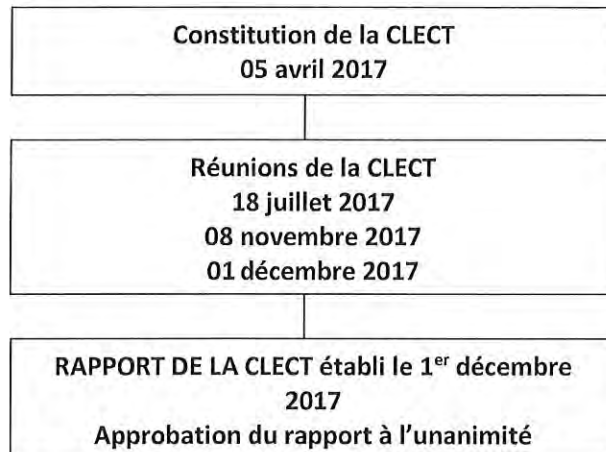 Constitution de la CLECT
05 avril 2017
Réunions de la CLECT
18 juillet 2017
08 novembre 2017
01 décembre 2017
RAPPORT DE LA CLECT établi le 1er décembre
2017
Approbation du rapport à l'unanimité